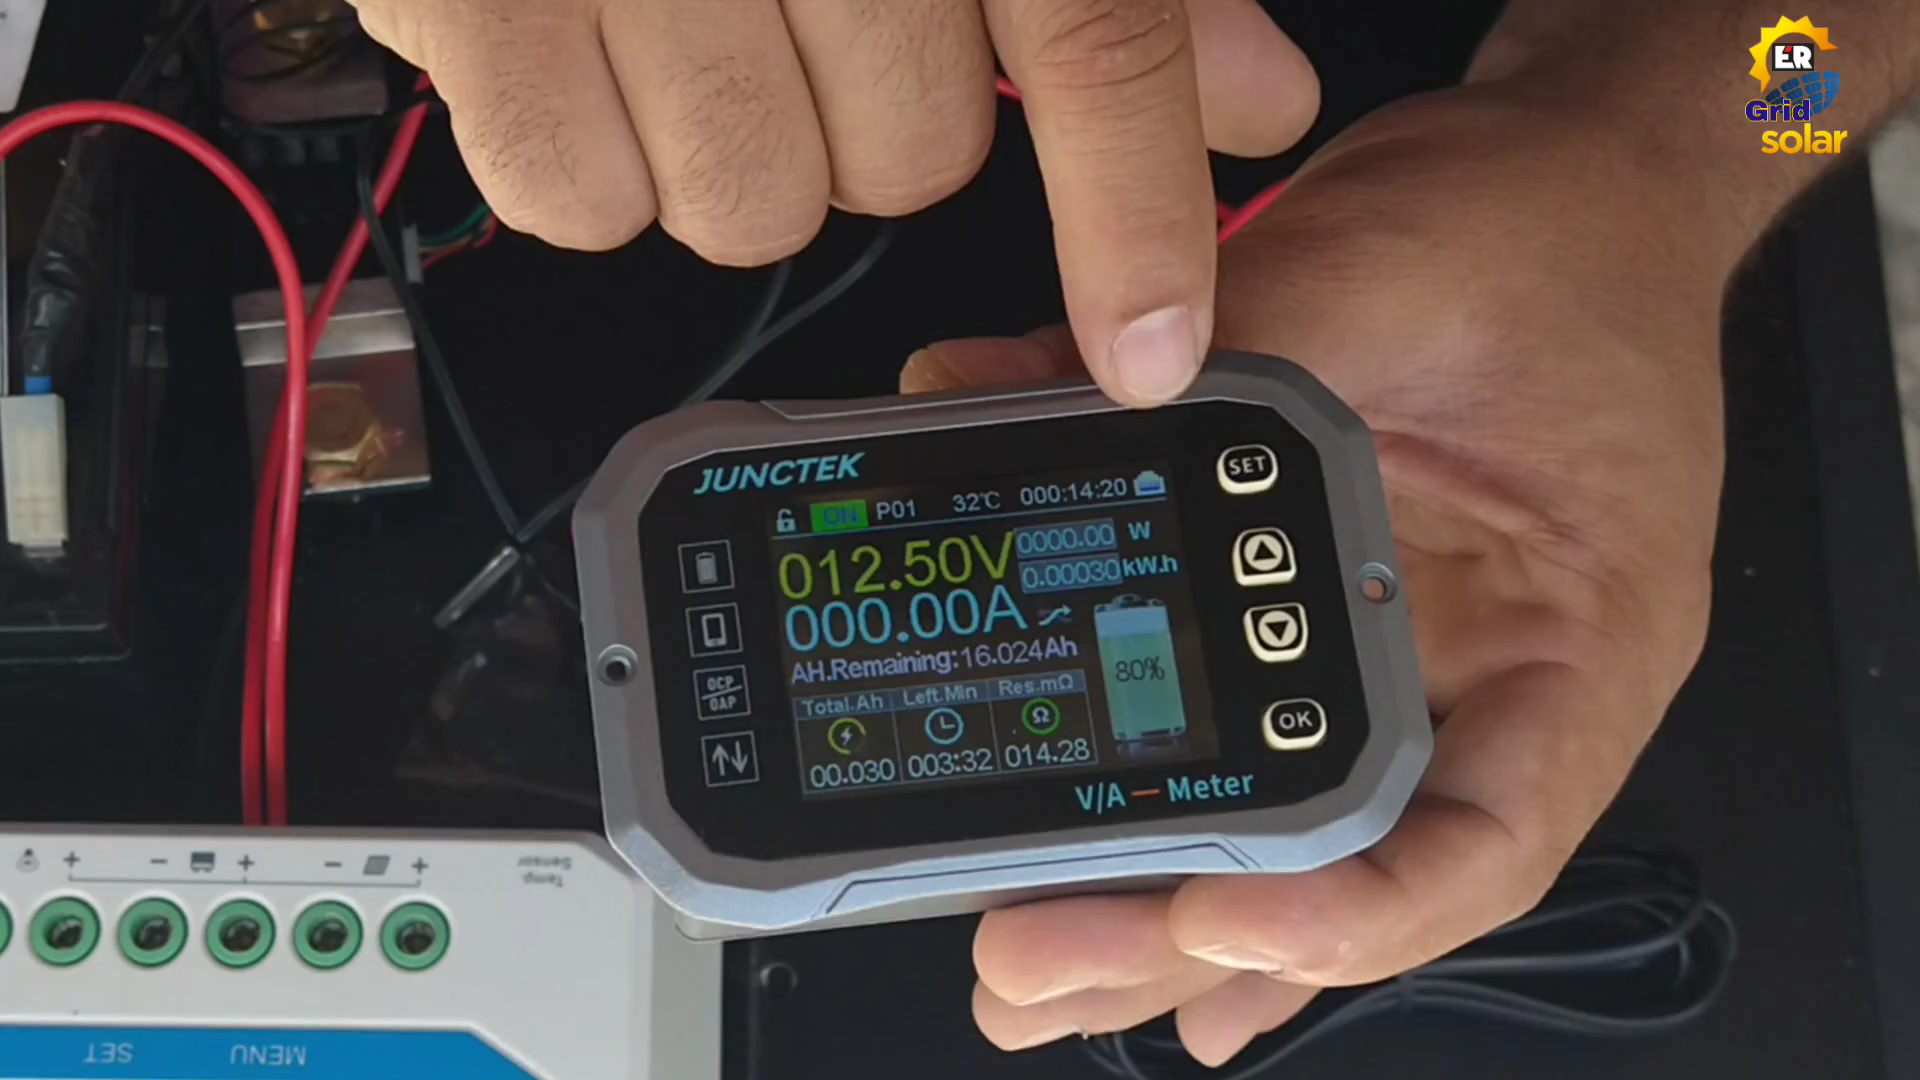 ER
Grid
solar
JUNCTEK
ON P01 32℃ 000:14:20
012.50V 0000.00 W
0.00030 kW.h
000.00A
AH.Remaining:16.024Ah
80%
Total.Ah Left.Min Res.mΩ
Ω
00.030 003:32 014.28
OCP
OAP
V/A — Meter
SET
OK
+ − + − +
Temp.
Sensor
SET MENU